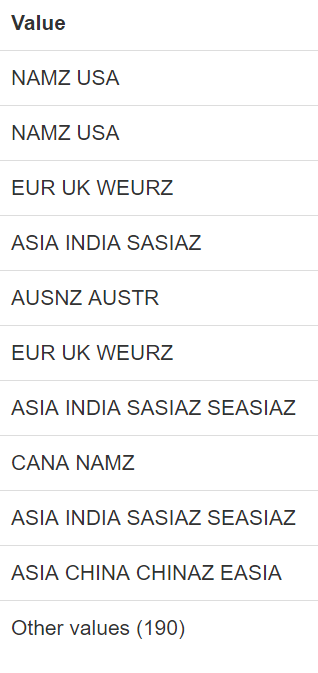 Value
NAMZ USA
NAMZ USA
EUR UK WEURZ
ASIA INDIA SASIAZ
AUSNZ AUSTR
EUR UK WEURZ
ASIA INDIA SASIAZ SEASIAZ
CANA NAMZ
ASIA INDIA SASIAZ SEASIAZ
ASIA CHINA CHINAZ EASIA
Other values (190)